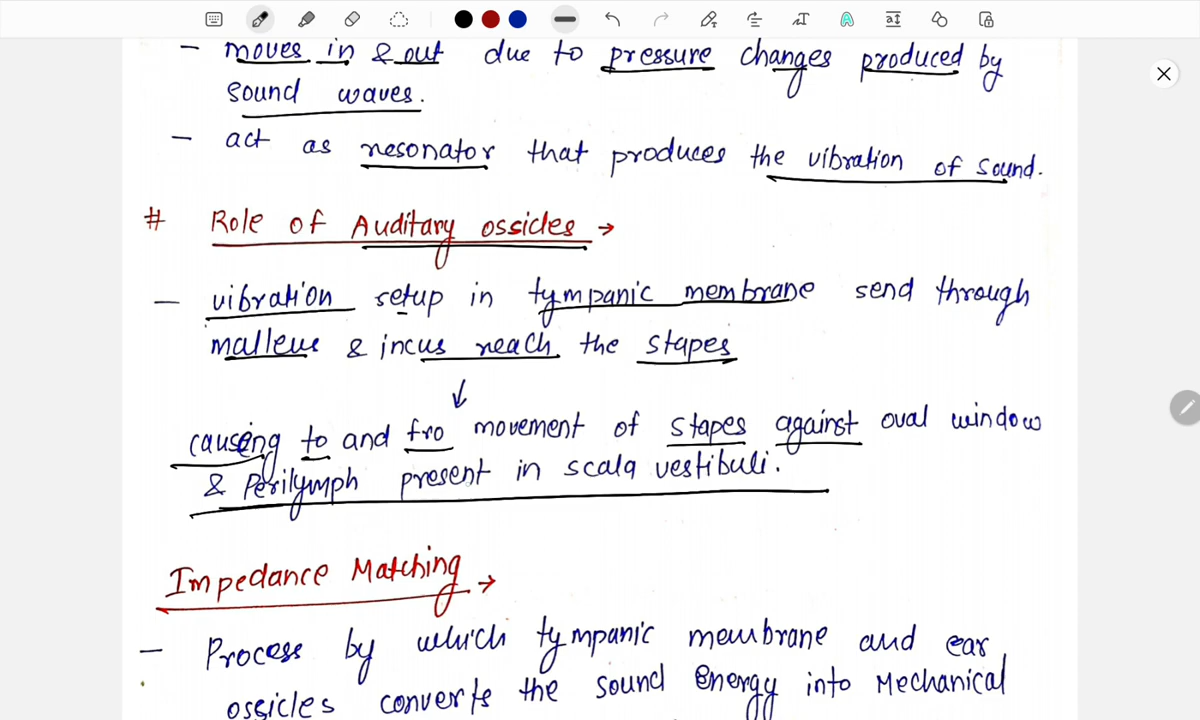 - moves in & out due to pressure changes produced by
sound waves.
- act as resonator that produces the vibration of sound.
# Role of Auditary ossicles →
- vibration setup in tympanic membrane send through
malleus & incus reach the stapes
↓
causing to and fro movement of stapes against oval window
& Perilymph present in scala vestibuli.
Impedance Matching →
- Process by which tympanic membrane and ear
ossicles converts the sound energy into Mechanical